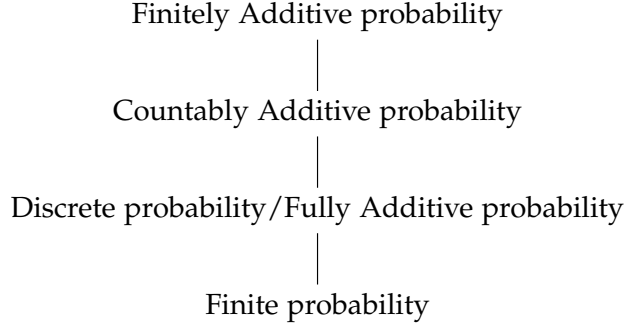 Finitely Additive probability
Countably Additive probability
Discrete probability/Fully Additive probability
Finite probability